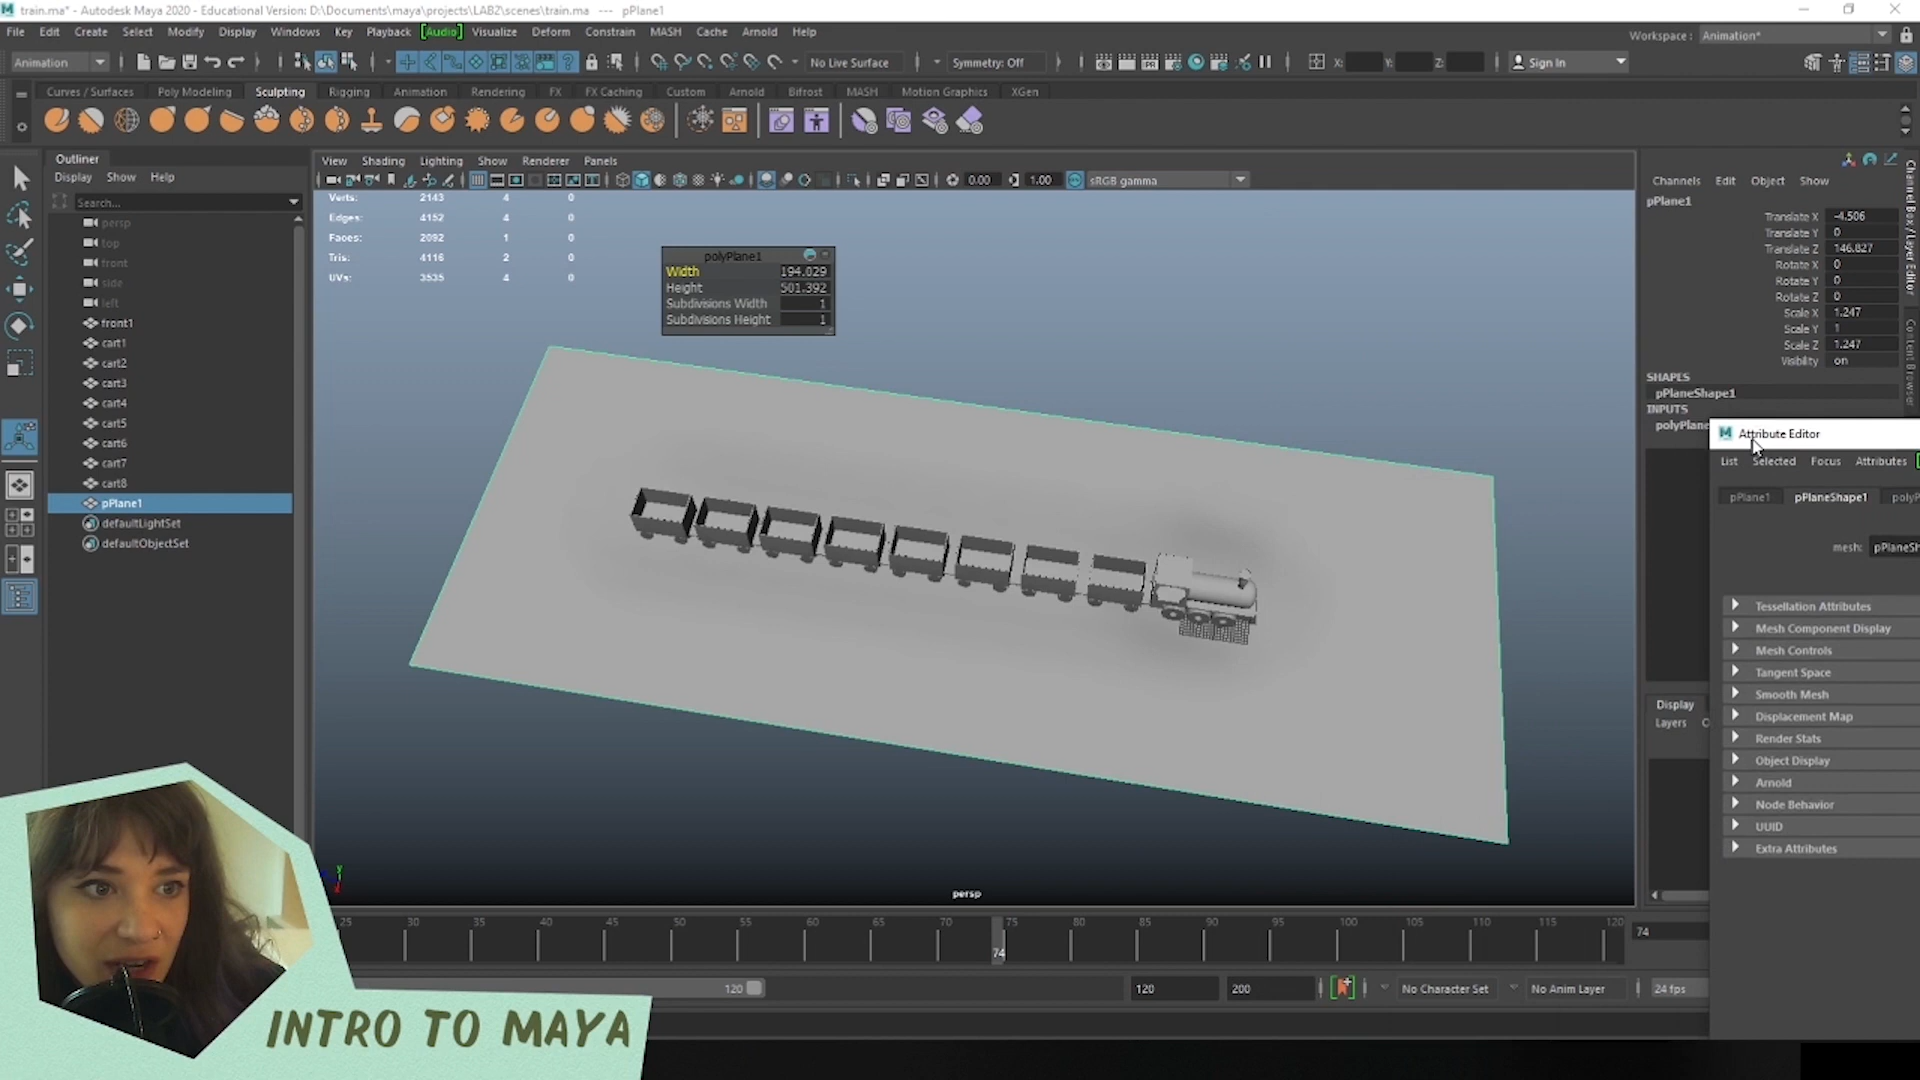 train.ma* - Autodesk Maya 2020 - Educational Version: D:\Documents\maya\projects\LAB2\scenes\train.ma --- pPlane1
File Edit Create Select Modify Display Windows Key Playback [Audio] Visualize Deform Constrain MASH Cache Arnold Help
Workspace : Animation*
Animation No Live Surface Symmetry: Off X: Y: Z: Sign In
Curves / Surfaces Poly Modeling Sculpting Rigging Animation Rendering FX FX Caching Custom Arnold Bifrost MASH Motion Graphics XGen
Outliner
Display Show Help
Search...
persp
top
front
side
left
front1
cart1
cart2
cart3
cart4
cart5
cart6
cart7
cart8
pPlane1
defaultLightSet
defaultObjectSet
View Shading Lighting Show Renderer Panels
0.00 1.00 sRGB gamma
Verts: 2143 4 0
Edges: 4152 4 0
Faces: 2092 1 0
Tris: 4116 2 0
UVs: 3535 4 0
polyPlane1
Width 194.029
Height 501.392
Subdivisions Width 1
Subdivisions Height 1
persp
Channels Edit Object Show
pPlane1
Translate X -4.506
Translate Y 0
Translate Z 146.827
Rotate X 0
Rotate Y 0
Rotate Z 0
Scale X 1.247
Scale Y 1
Scale Z 1.247
Visibility on
SHAPES
pPlaneShape1
INPUTS
polyPlane
Channel Box / Layer Editor
Content Browser
Attribute Editor
List Selected Focus Attributes
pPlane1 pPlaneShape1 polyP
mesh: pPlaneSh
Tessellation Attributes
Mesh Component Display
Mesh Controls
Tangent Space
Smooth Mesh
Displacement Map
Render Stats
Object Display
Arnold
Node Behavior
UUID
Extra Attributes
Display
Layers O
25 30 35 40 45 50 55 60 65 70 75 80 85 90 95 100 105 110 115 120
74
74
120 120 200 No Character Set No Anim Layer 24 fps
INTRO TO MAYA